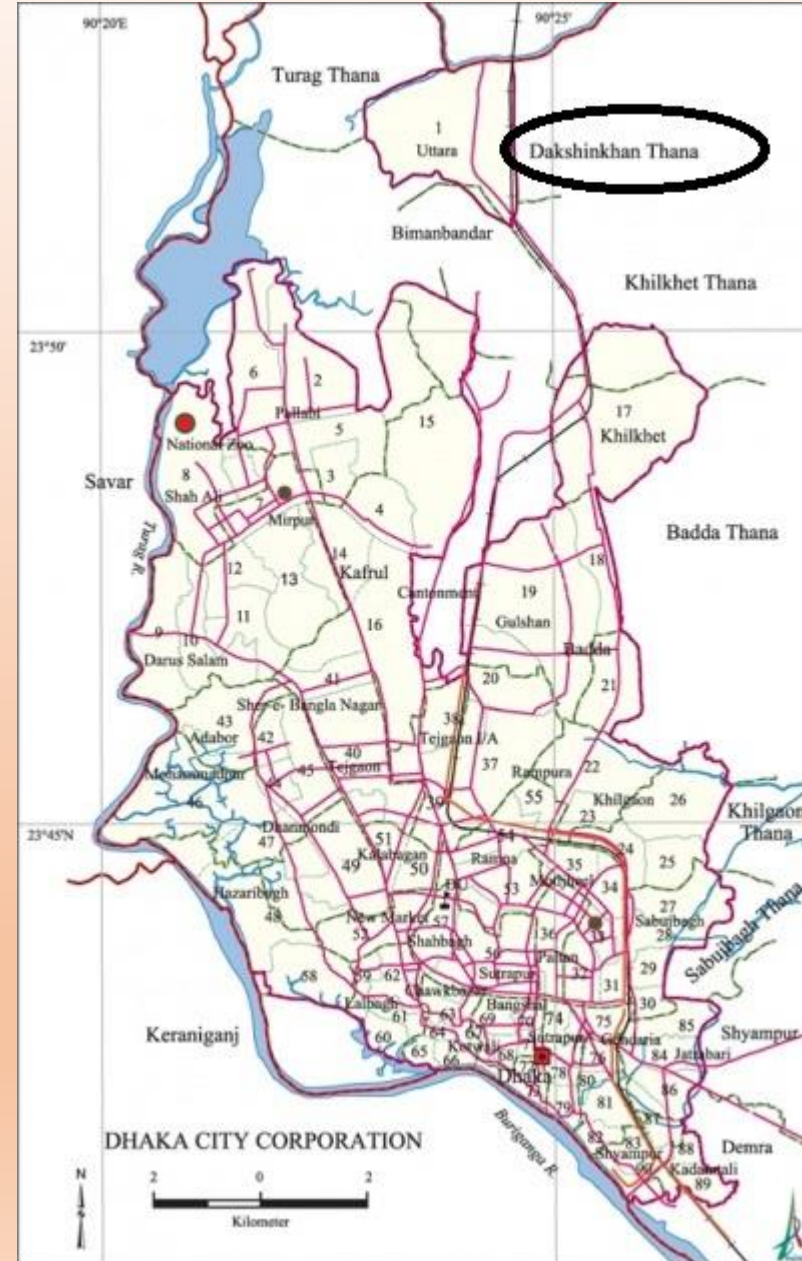 90°20'E
90°25'
Turag Thana
1
Uttara
Dakshinkhan Thana
Bimanbandar
Khilkhet Thana
23°50'
6
2
Pallabi
15
17
Khilkhet
5
National Zoo
Savar
8
Shah Ali
7
3
4
Mirpur
Turag R.
Badda Thana
14
Kafrul
12
13
Cantonment
19
18
Gulshan
11
16
9
10
Darus Salam
Badda
41
20
21
Sher-e- Bangla Nagar
43
Adabor
42
38
Tejgaon I/A
40
Tejgaon
37
Rampura
22
45
55
Khilgaon
26
46
39
23
Khilgaon
Thana
23°45'N
Dhanmondi
47
51
Kalabagan
54
24
49
50
Ramna
35
25
DU
53
34
Hazaribagh
48
27
New Market
57
Sabujbagh
28
Sabujbagh Thana
Shahbagh
36
Paltan
56
29
58
59
62
Sutrapur
32
31
30
Chawkbazar
Lalbagh
Bangshal
61
63
69
74
75
85
Shyampur
60
64
Sutrapur
Gendaria
Keraniganj
65
Kotwali
68
84
66
Dhaka
78
80
86
79
81
87
DHAKA CITY CORPORATION
Buriganga R.
82
83
88
Demra
Shyampur
Kadamtali
89
N
2
0
2
Kilometer